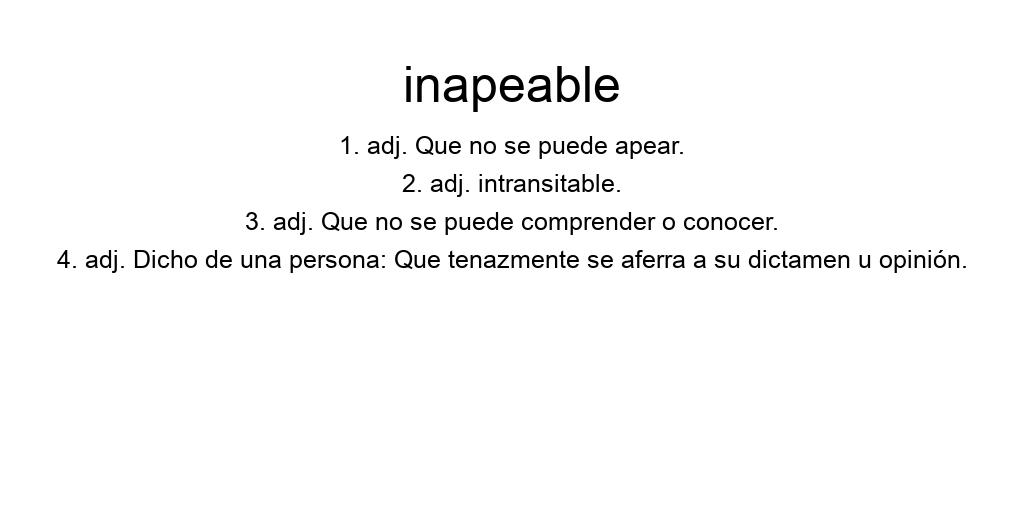 inapeable
1. adj. Que no se puede apear.
2. adj. intransitable.
3. adj. Que no se puede comprender o conocer.
4. adj. Dicho de una persona: Que tenazmente se aferra a su dictamen u opinión.